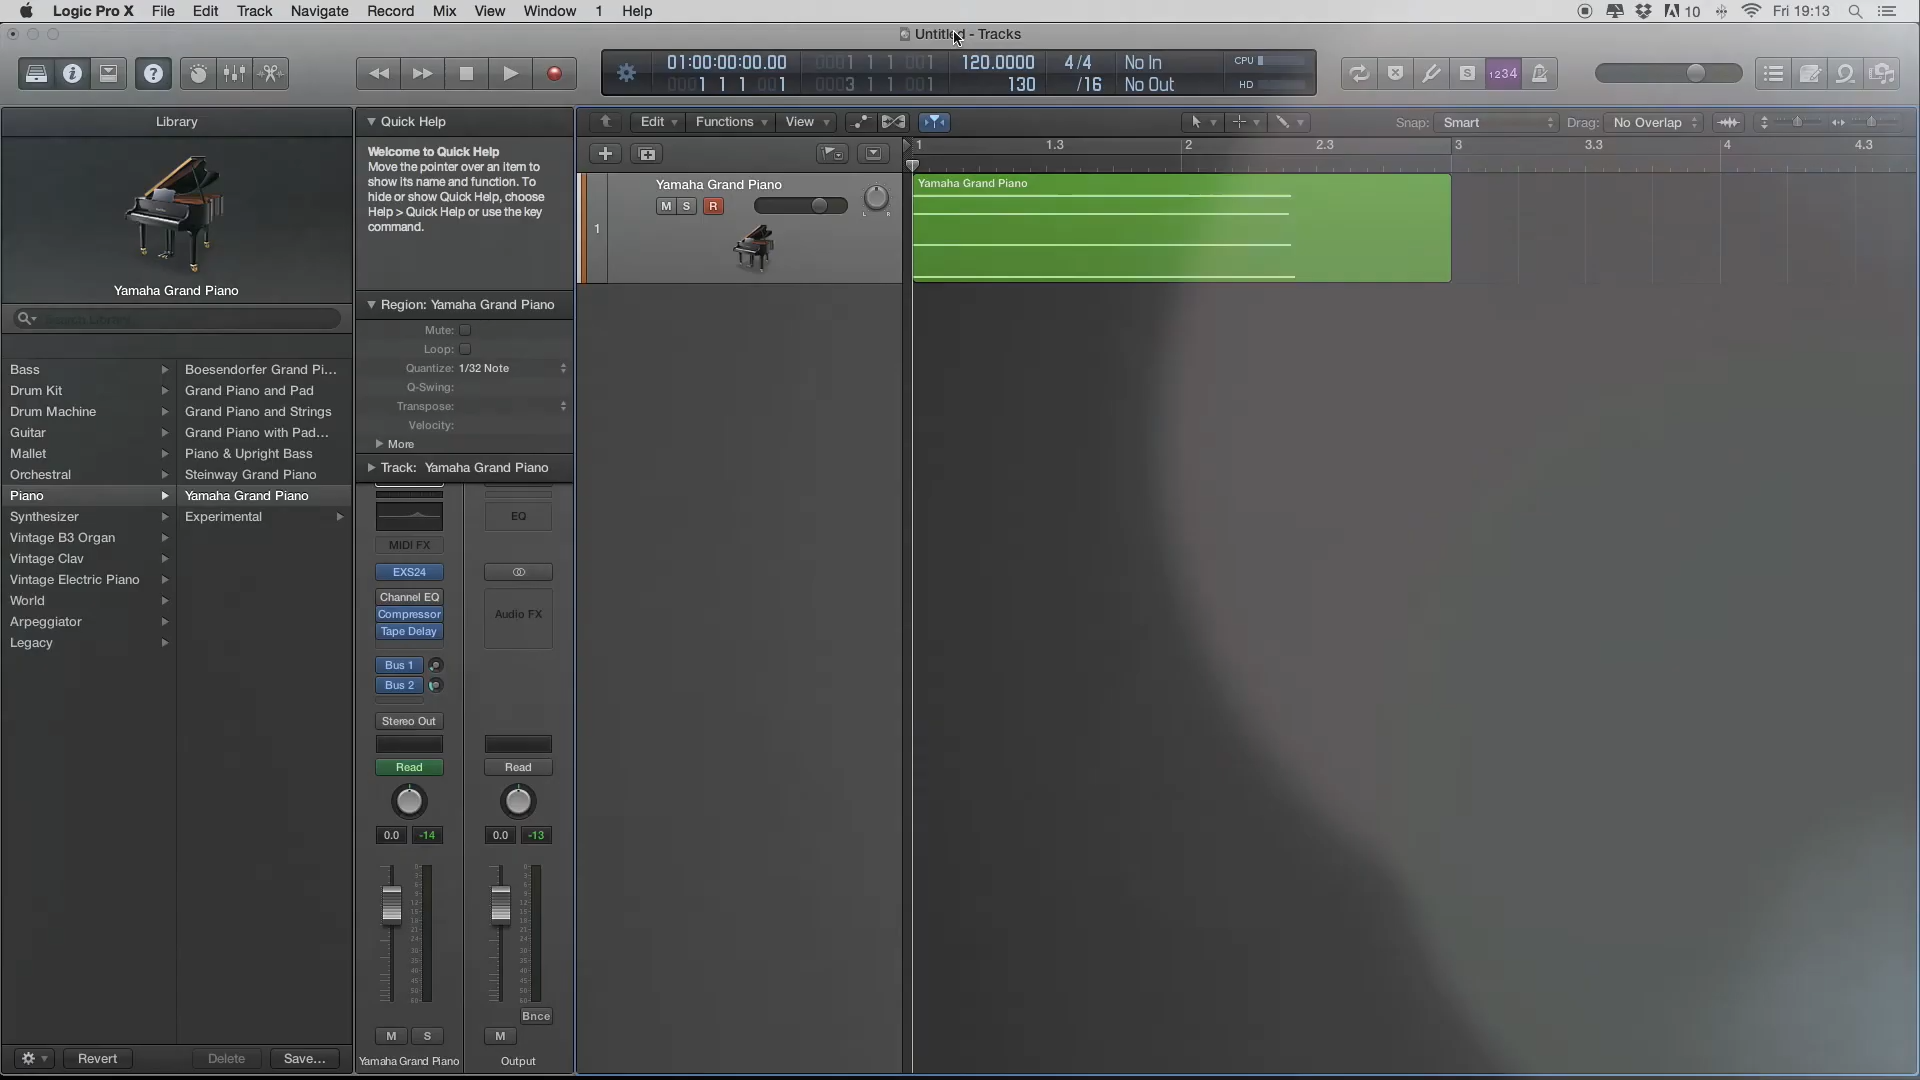 Logic Pro X File Edit Track Navigate Record Mix View Window 1 Help 10 Fri 19:13
Untitled - Tracks
01:00:00:00.00 120.0000 4/4 No In CPU
1 1 1 1 130 /16 No Out HD
1234
Library
Quick Help
Edit Functions View Snap: Smart Drag: No Overlap
Welcome to Quick Help
Move the pointer over an item to
show its name and function. To
hide or show Quick Help, choose
Help > Quick Help or use the key
command.
1 1.3 2 2.3 3 3.3 4 4.3
Yamaha Grand Piano
M S R
L R
1
Yamaha Grand Piano
Yamaha Grand Piano
Search Library
Region: Yamaha Grand Piano
Mute:
Loop:
Quantize: 1/32 Note
Q-Swing:
Transpose:
Velocity:
More
Track: Yamaha Grand Piano
Bass
Drum Kit
Drum Machine
Guitar
Mallet
Orchestral
Piano
Synthesizer
Vintage B3 Organ
Vintage Clav
Vintage Electric Piano
World
Arpeggiator
Legacy
Boesendorfer Grand Pi...
Grand Piano and Pad
Grand Piano and Strings
Grand Piano with Pad...
Piano & Upright Bass
Steinway Grand Piano
Yamaha Grand Piano
Experimental
EQ
MIDI FX
EXS24
Channel EQ
Compressor
Tape Delay
Audio FX
Bus 1
Bus 2
Stereo Out
Read Read
0.0 -14 0.0 -13
Bnce
M S M
Yamaha Grand Piano Output
Revert Delete Save...